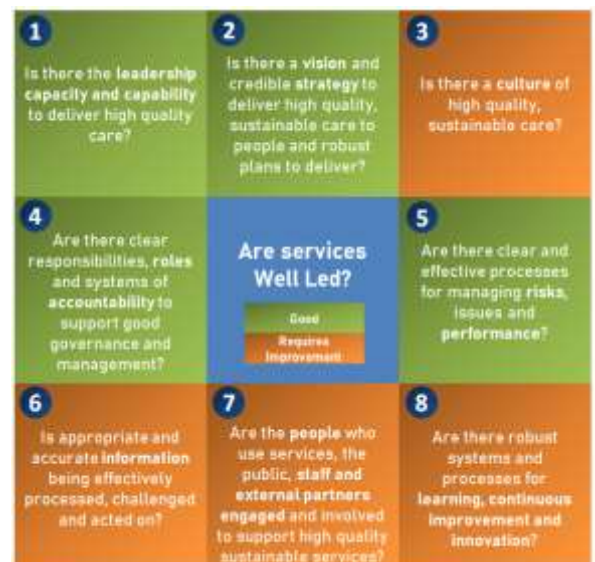 1
Is there the leadership
capacity and capability
to deliver high quality
care?
2
Is there a vision and
credible strategy to
deliver high quality,
sustainable care to
people and robust
plans to deliver?
3
Is there a culture of
high quality,
sustainable care?
4
Are there clear
responsibilities, roles
and systems of
accountability to
support good
governance and
management?
Are services
Well Led?
Good
Requires
Improvement
5
Are there clear and
effective processes
for managing risks,
issues and
performance?
6
Is appropriate and
accurate information
being effectively
processed, challenged
and acted on?
7
Are the people who
use services, the
public, staff and
external partners
engaged and involved
to support high quality
sustainable services?
8
Are there robust
systems and
processes for
learning, continuous
improvement and
innovation?